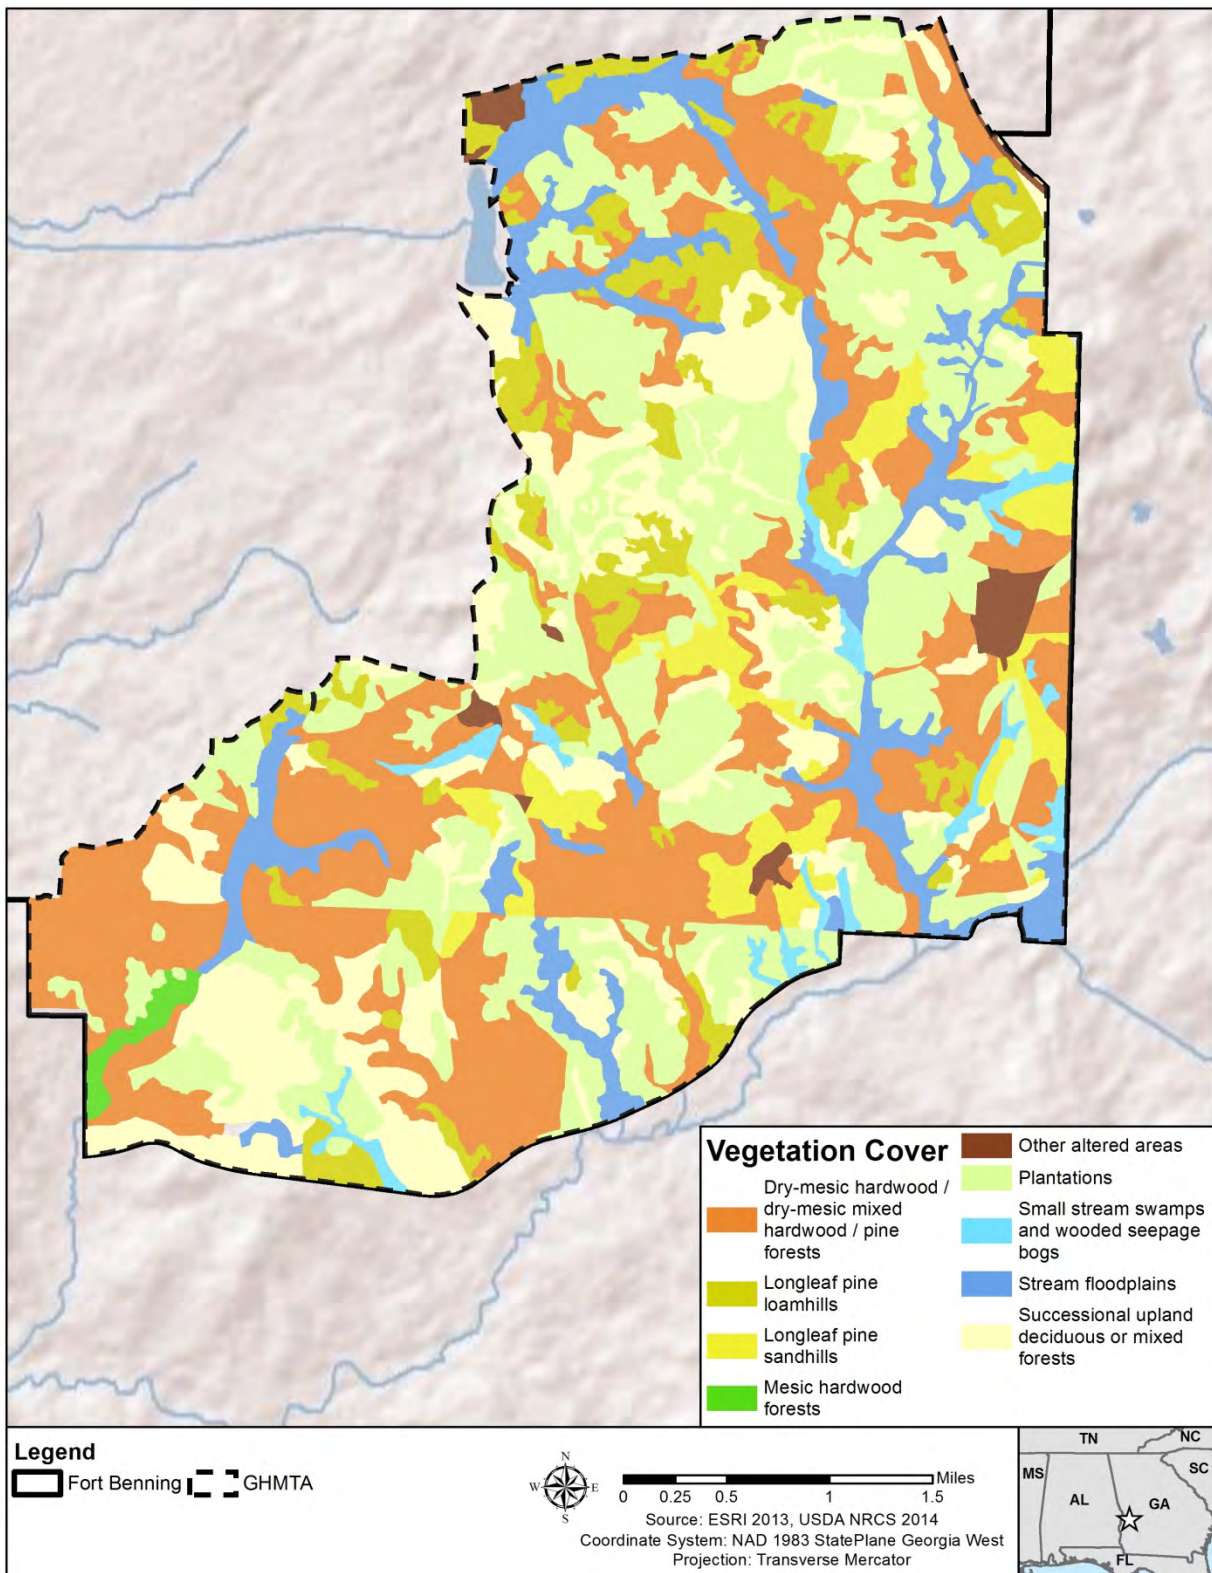 Vegetation Cover
Dry-mesic hardwood /
dry-mesic mixed
hardwood / pine
forests
Longleaf pine
loamhills
Longleaf pine
sandhills
Mesic hardwood
forests
Other altered areas
Plantations
Small stream swamps
and wooded seepage
bogs
Stream floodplains
Successional upland
deciduous or mixed
forests
Legend
Fort Benning
GHMTA
N
W E
S
Miles
0 0.25 0.5 1 1.5
Source: ESRI 2013, USDA NRCS 2014
Coordinate System: NAD 1983 StatePlane Georgia West
Projection: Transverse Mercator
TN NC
MS SC
AL GA
FL